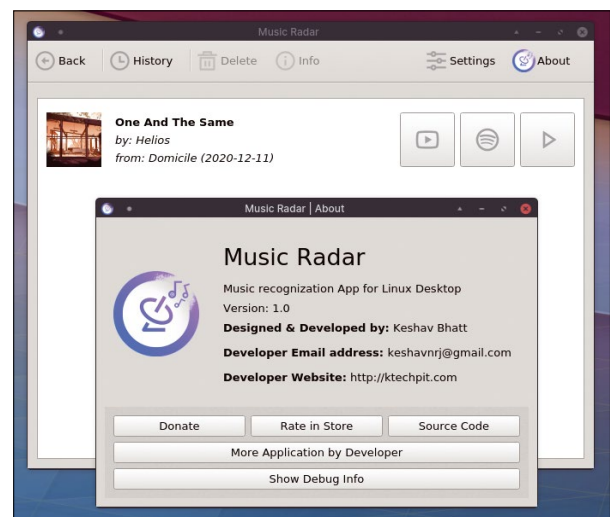 Music Radar
Back History Delete Info Settings About
One And The Same
by: Helios
from: Domicile (2020-12-11)
Music Radar | About
Music Radar
Music recognization App for Linux Desktop
Version: 1.0
Designed & Developed by: Keshav Bhatt
Developer Email address: keshavnrj@gmail.com
Developer Website: http://ktechpit.com
Donate Rate in Store Source Code
More Application by Developer
Show Debug Info